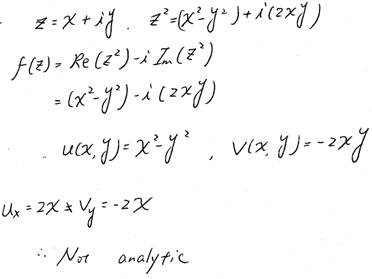 z = x + iy . z² = (x² - y²) + i(2xy)
f(z) = Re(z²) - i Im(z²)
= (x² - y²) - i(2xy)
u(x, y) = x² - y² , V(x, y) = -2xy
Ux = 2x ≠ Vy = -2x
∴ Not analytic